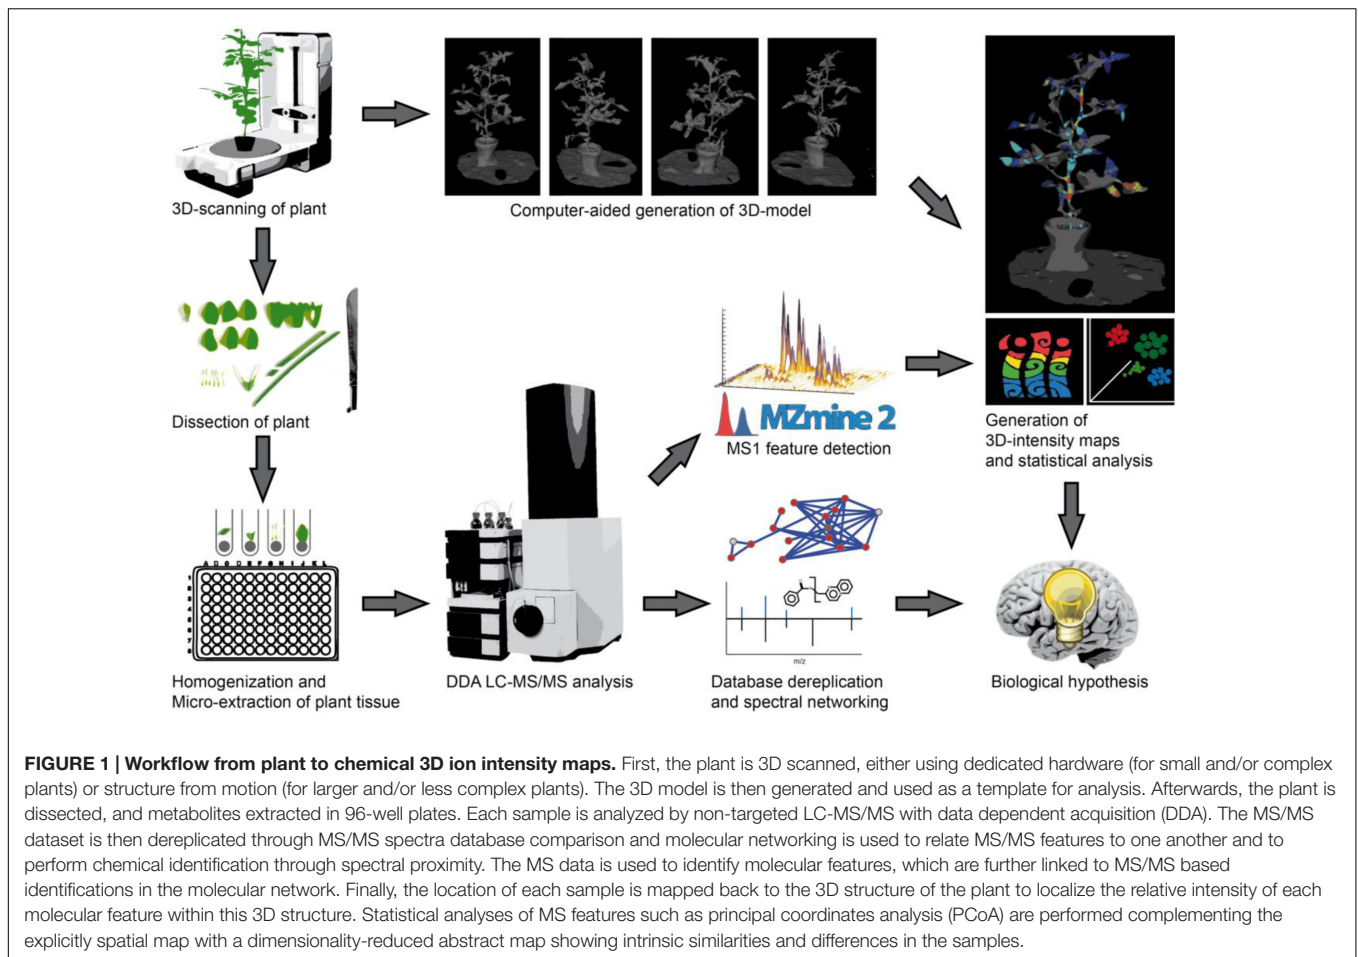 3D-scanning of plant
Computer-aided generation of 3D-model
Dissection of plant
MZmine 2
MS1 feature detection
Generation of
3D-intensity maps
and statistical analysis
Homogenization and
Micro-extraction of plant tissue
DDA LC-MS/MS analysis
m/z
Database dereplication
and spectral networking
Biological hypothesis
FIGURE 1 | Workflow from plant to chemical 3D ion intensity maps. First, the plant is 3D scanned, either using dedicated hardware (for small and/or complex
plants) or structure from motion (for larger and/or less complex plants). The 3D model is then generated and used as a template for analysis. Afterwards, the plant is
dissected, and metabolites extracted in 96-well plates. Each sample is analyzed by non-targeted LC-MS/MS with data dependent acquisition (DDA). The MS/MS
dataset is then dereplicated through MS/MS spectra database comparison and molecular networking is used to relate MS/MS features to one another and to
perform chemical identification through spectral proximity. The MS data is used to identify molecular features, which are further linked to MS/MS based
identifications in the molecular network. Finally, the location of each sample is mapped back to the 3D structure of the plant to localize the relative intensity of each
molecular feature within this 3D structure. Statistical analyses of MS features such as principal coordinates analysis (PCoA) are performed complementing the
explicitly spatial map with a dimensionality-reduced abstract map showing intrinsic similarities and differences in the samples.